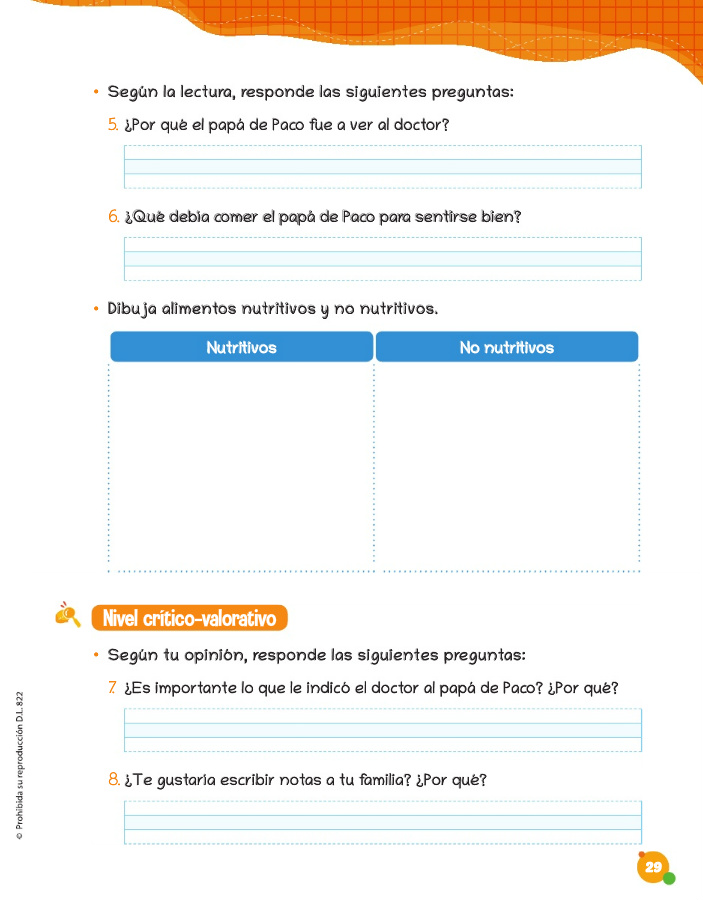 • Según la lectura, responde las siguientes preguntas:
5. ¿Por qué el papá de Paco fue a ver al doctor?
6. ¿Qué debía comer el papá de Paco para sentirse bien?
• Dibuja alimentos nutritivos y no nutritivos.
Nutritivos No nutritivos
Nivel crítico-valorativo
• Según tu opinión, responde las siguientes preguntas:
7. ¿Es importante lo que le indicó el doctor al papá de Paco? ¿Por qué?
8. ¿Te gustaría escribir notas a tu familia? ¿Por qué?
© Prohibida su reproducción D.L. 822
29